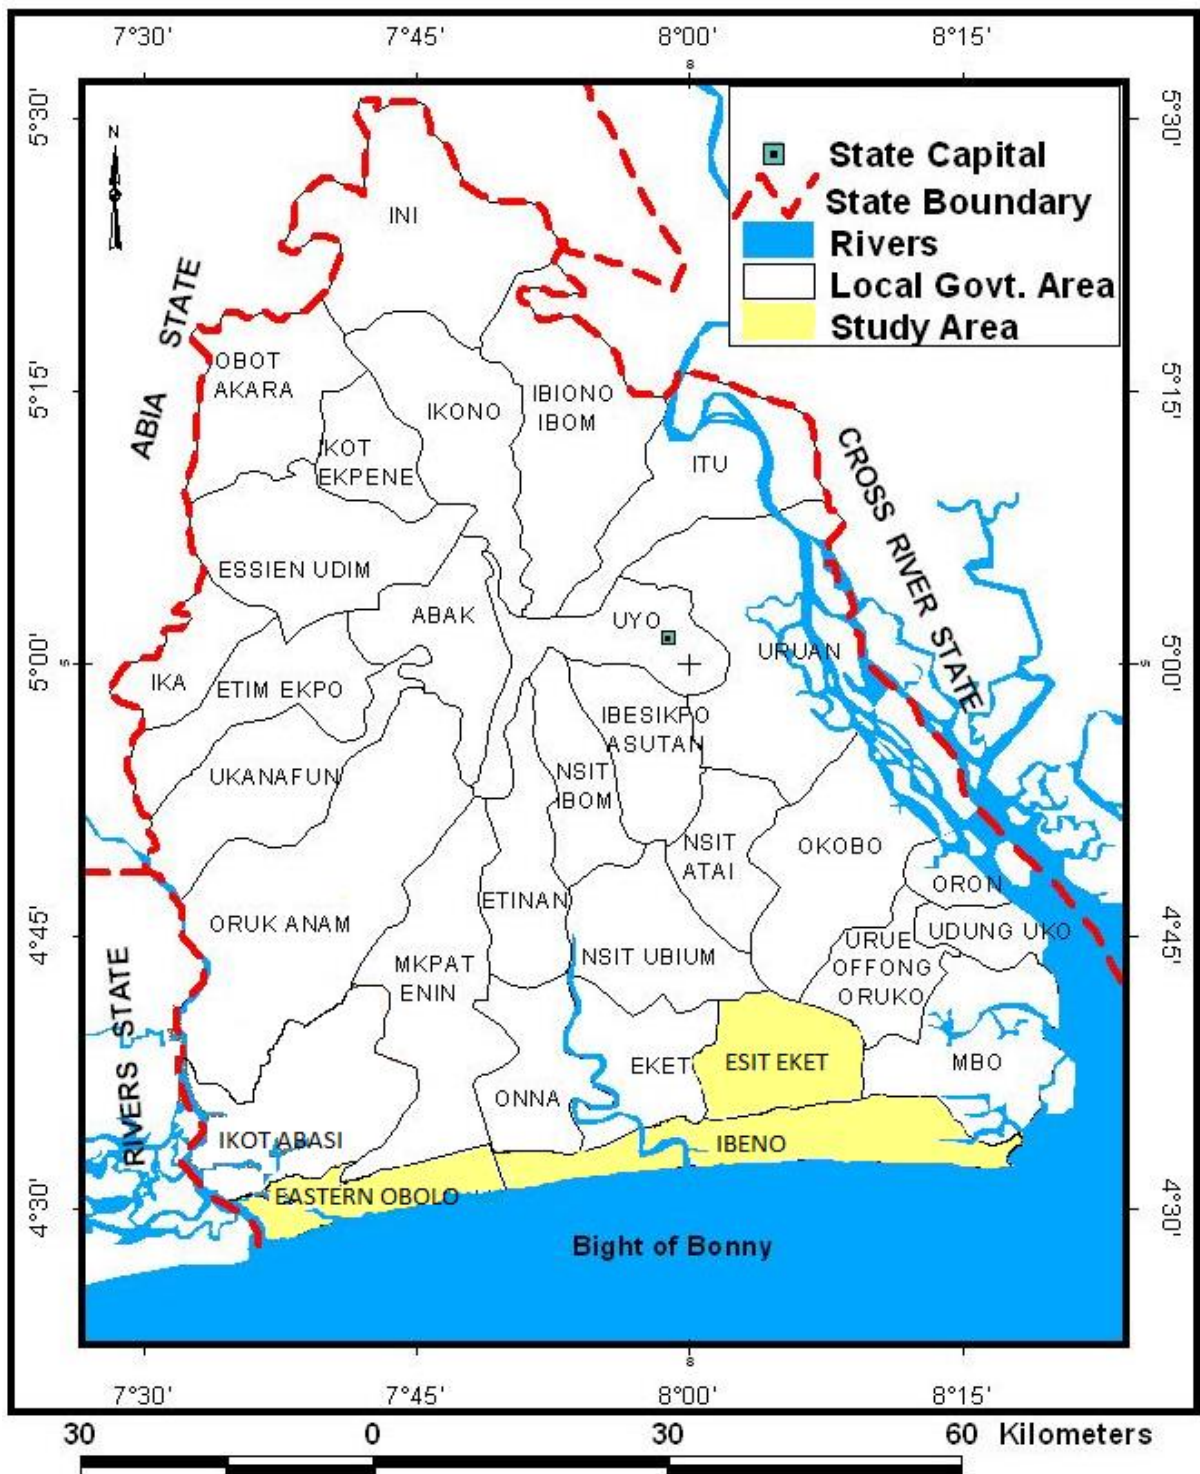 7°30'
7°45'
8°00'
8°15'
s
5°30'
5°15'
5°00'
s
4°45'
4°30'
5°30'
5°15'
5°00'
s
4°45'
4°30'
N
State Capital
State Boundary
Rivers
Local Govt. Area
Study Area
ABIA STATE
CROSS RIVER STATE
RIVERS STATE
INI
OBOT
AKARA
IKONO
IBIONO
IBOM
KOT
EKPENE
ITU
ESSIEN UDIM
ABAK
UYO
URUAN
IKA
ETIM EKPO
IBESIKPO
ASUTAN
UKANAFUN
NSIT
IBOM
NSIT
ATAI
OKOBO
ORON
ETINAN
ORUK ANAM
UDUNG UKO
URUE
OFFONG
ORUKO
NSIT UBIUM
MKPAT
ENIN
EKET
ESIT EKET
MBO
ONNA
IKOT ABASI
IBENO
EASTERN OBOLO
Bight of Bonny
s
7°30'
7°45'
8°00'
8°15'
30
0
30
60 Kilometers